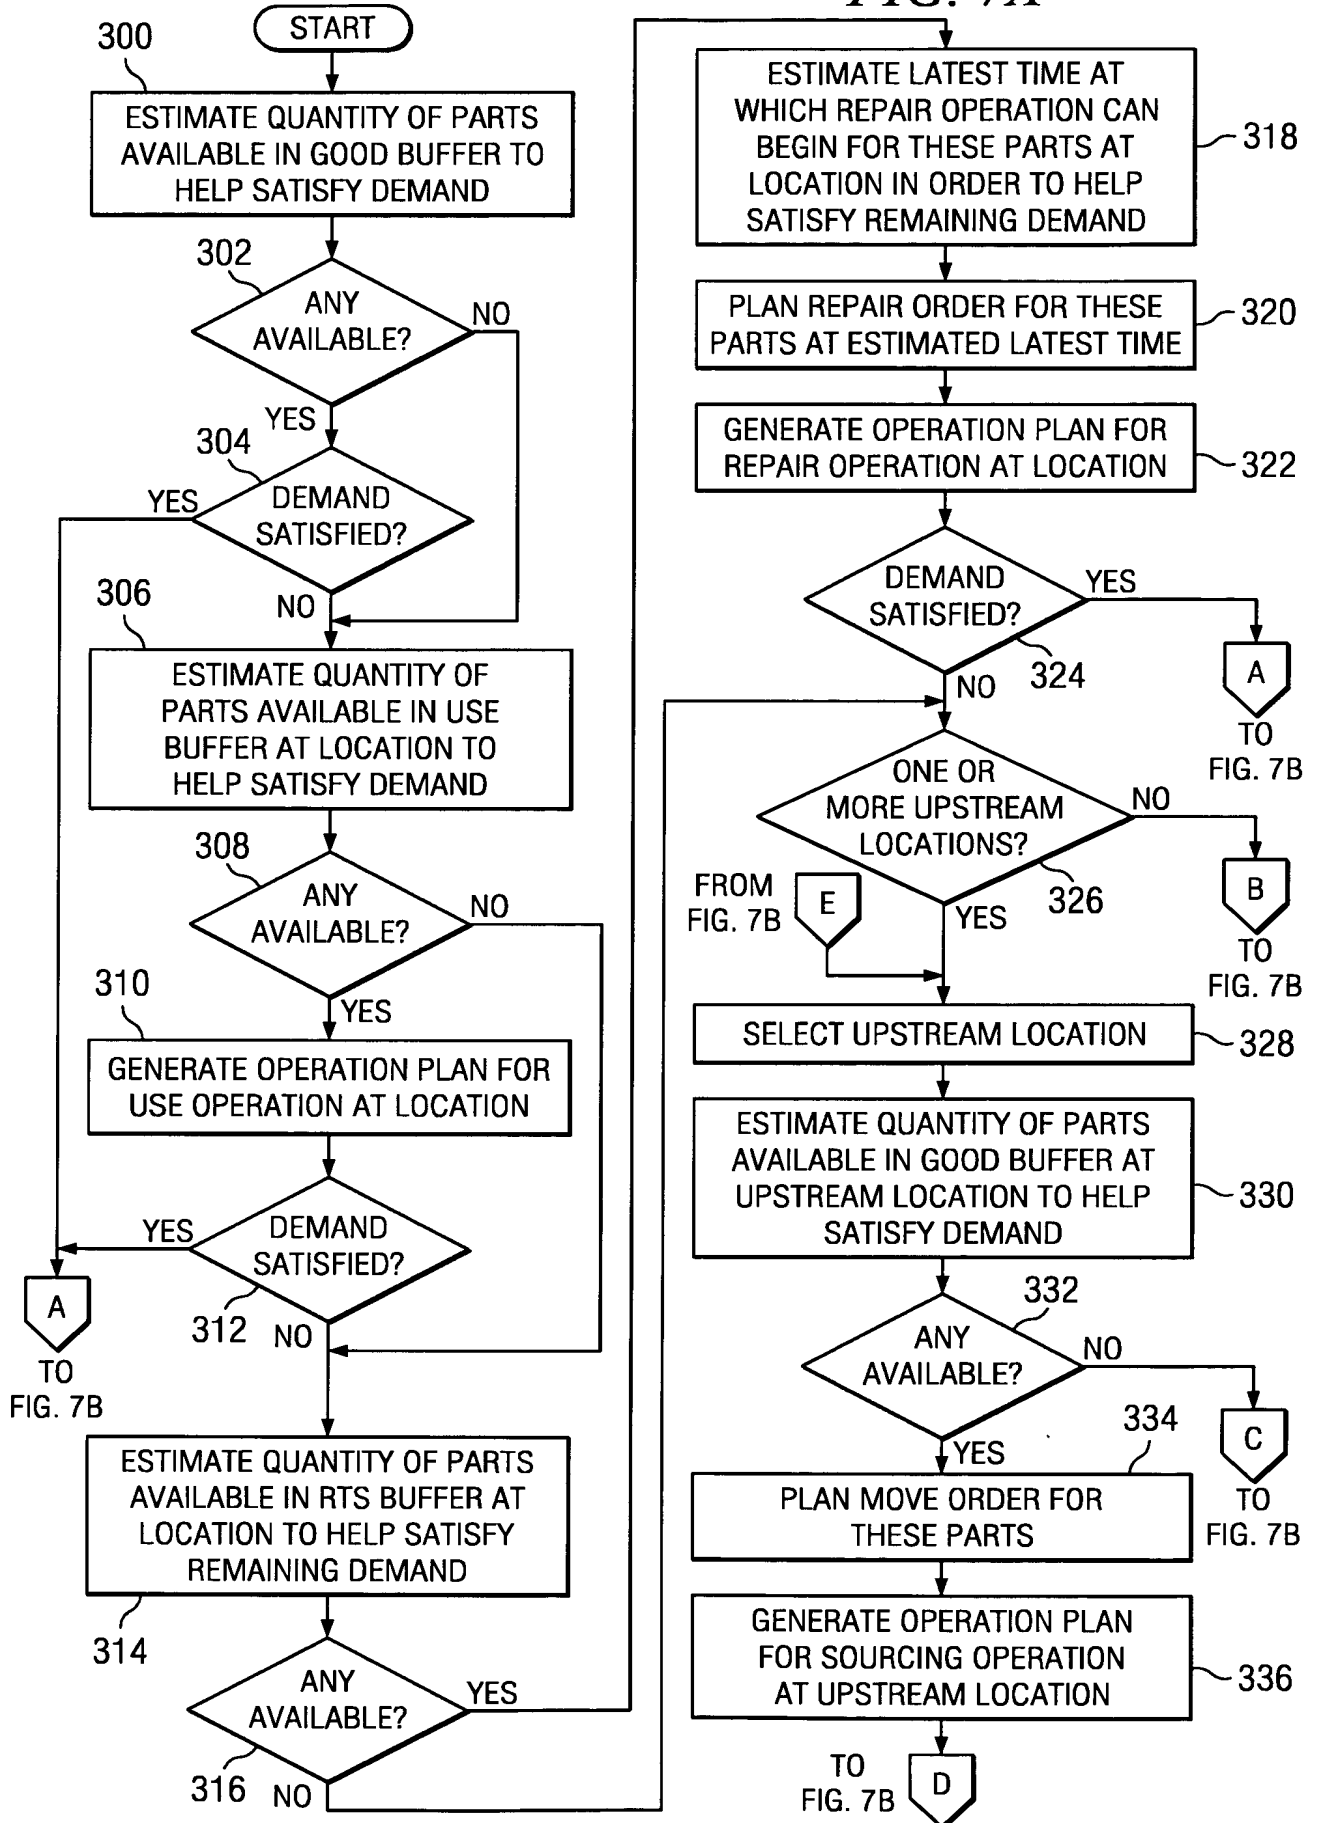 FIG. 7A
START
300
ESTIMATE QUANTITY OF PARTS
AVAILABLE IN GOOD BUFFER TO
HELP SATISFY DEMAND
302
ANY
AVAILABLE?
NO
YES
304
DEMAND
SATISFIED?
YES
NO
306
ESTIMATE QUANTITY OF
PARTS AVAILABLE IN USE
BUFFER AT LOCATION TO
HELP SATISFY DEMAND
308
ANY
AVAILABLE?
NO
YES
310
GENERATE OPERATION PLAN FOR
USE OPERATION AT LOCATION
DEMAND
SATISFIED?
YES
312
NO
A
TO
FIG. 7B
ESTIMATE QUANTITY OF PARTS
AVAILABLE IN RTS BUFFER AT
LOCATION TO HELP SATISFY
REMAINING DEMAND
314
ANY
AVAILABLE?
YES
316
NO
ESTIMATE LATEST TIME AT
WHICH REPAIR OPERATION CAN
BEGIN FOR THESE PARTS AT
LOCATION IN ORDER TO HELP
SATISFY REMAINING DEMAND
318
PLAN REPAIR ORDER FOR THESE
PARTS AT ESTIMATED LATEST TIME
320
GENERATE OPERATION PLAN FOR
REPAIR OPERATION AT LOCATION
322
DEMAND
SATISFIED?
YES
324
NO
A
TO
FIG. 7B
ONE OR
MORE UPSTREAM
LOCATIONS?
NO
326
YES
B
TO
FIG. 7B
FROM
FIG. 7B
E
SELECT UPSTREAM LOCATION
328
ESTIMATE QUANTITY OF PARTS
AVAILABLE IN GOOD BUFFER AT
UPSTREAM LOCATION TO HELP
SATISFY DEMAND
330
332
ANY
AVAILABLE?
NO
YES
C
TO
FIG. 7B
334
PLAN MOVE ORDER FOR
THESE PARTS
GENERATE OPERATION PLAN
FOR SOURCING OPERATION
AT UPSTREAM LOCATION
336
TO
FIG. 7B
D